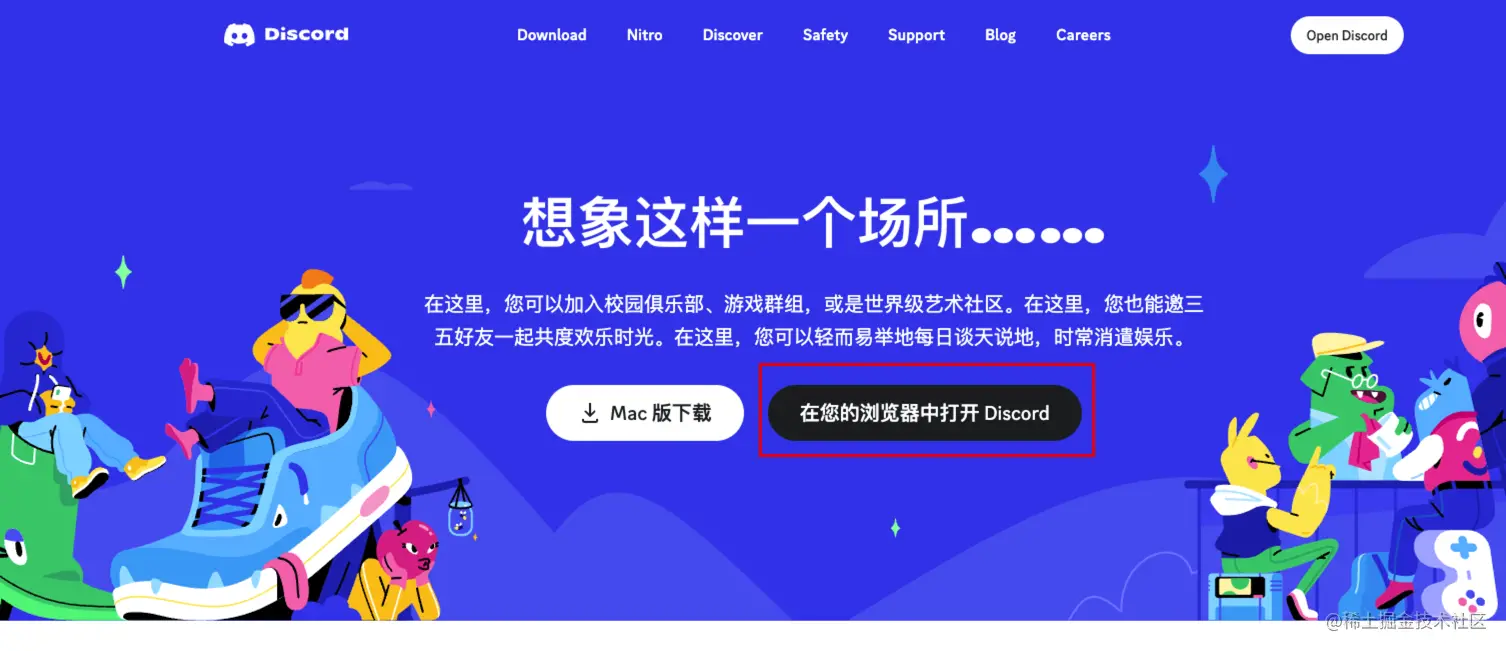 Discord
Download
Nitro
Discover
Safety
Support
Blog
Careers
Open Discord
想象这样一个场所……
在这里，您可以加入校园俱乐部、游戏群组，或是世界级艺术社区。在这里，您也能邀三
五好友一起共度欢乐时光。在这里，您可以轻而易举地每日谈天说地，时常消遣娱乐。
Mac 版下载
在您的浏览器中打开 Discord
@稀土掘金技术社区